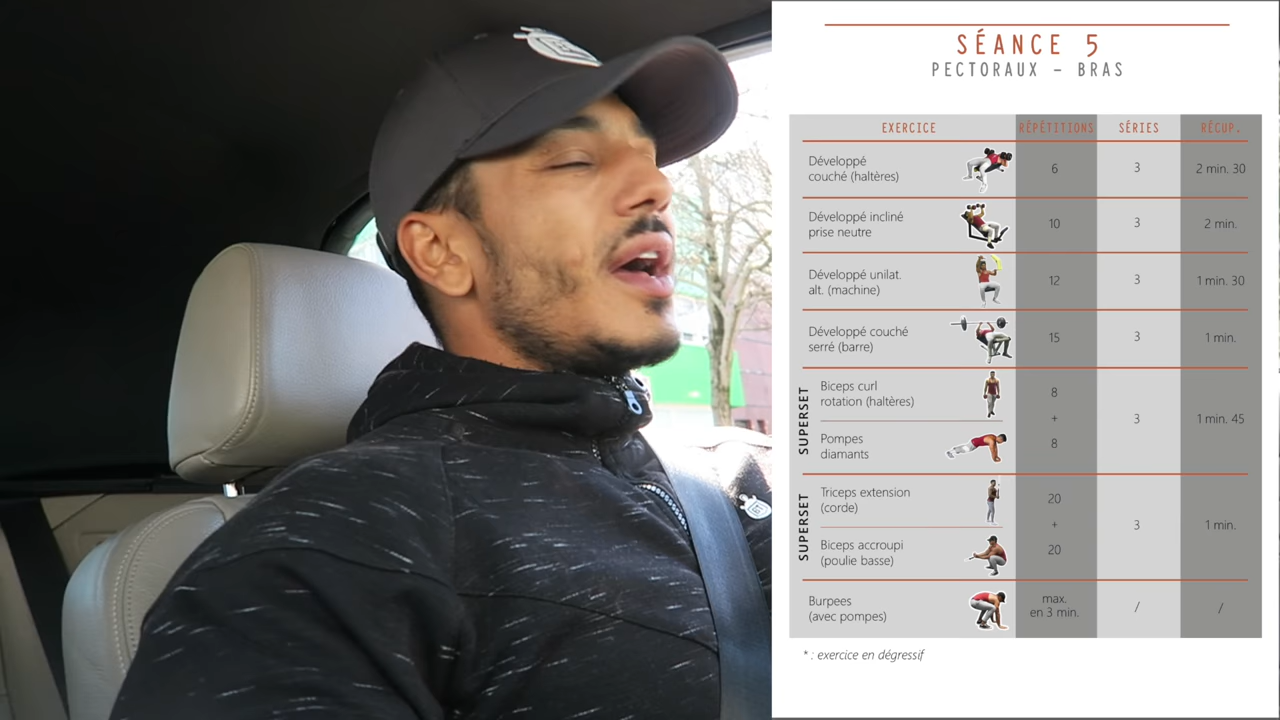 SÉANCE 5
PECTORAUX – BRAS
EXERCICE RÉPÉTITIONS SÉRIES RÉCUP.
Développé
couché (haltères)
6 3 2 min. 30
Développé incliné
prise neutre
10 3 2 min.
Développé unilat.
alt. (machine)
12 3 1 min. 30
Développé couché
serré (barre)
15 3 1 min.
SUPERSET
Biceps curl
rotation (haltères)
8
+
Pompes
diamants
8
3 1 min. 45
SUPERSET
Triceps extension
(corde)
20
+
Biceps accroupi
(poulie basse)
20
3 1 min.
Burpees
(avec pompes)
max.
en 3 min.
/ /
* : exercice en dégressif